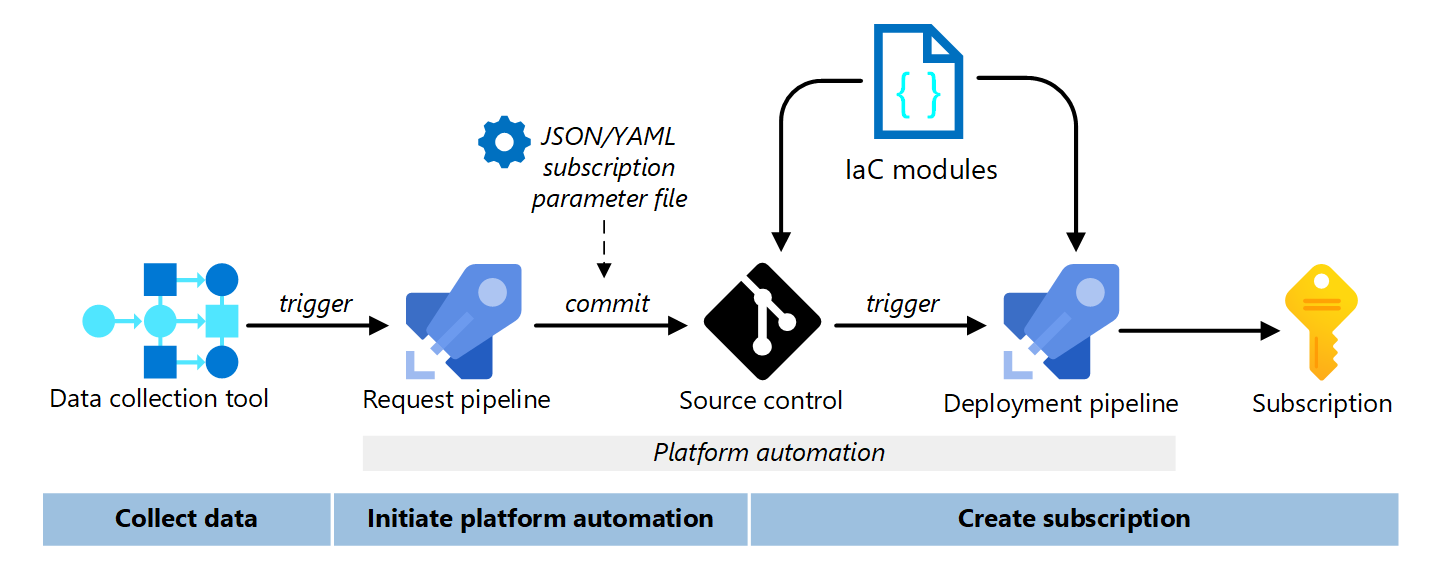 { }
IaC modules
JSON/YAML
subscription
parameter file
trigger
commit
trigger
Data collection tool
Request pipeline
Source control
Deployment pipeline
Subscription
Platform automation
Collect data
Initiate platform automation
Create subscription